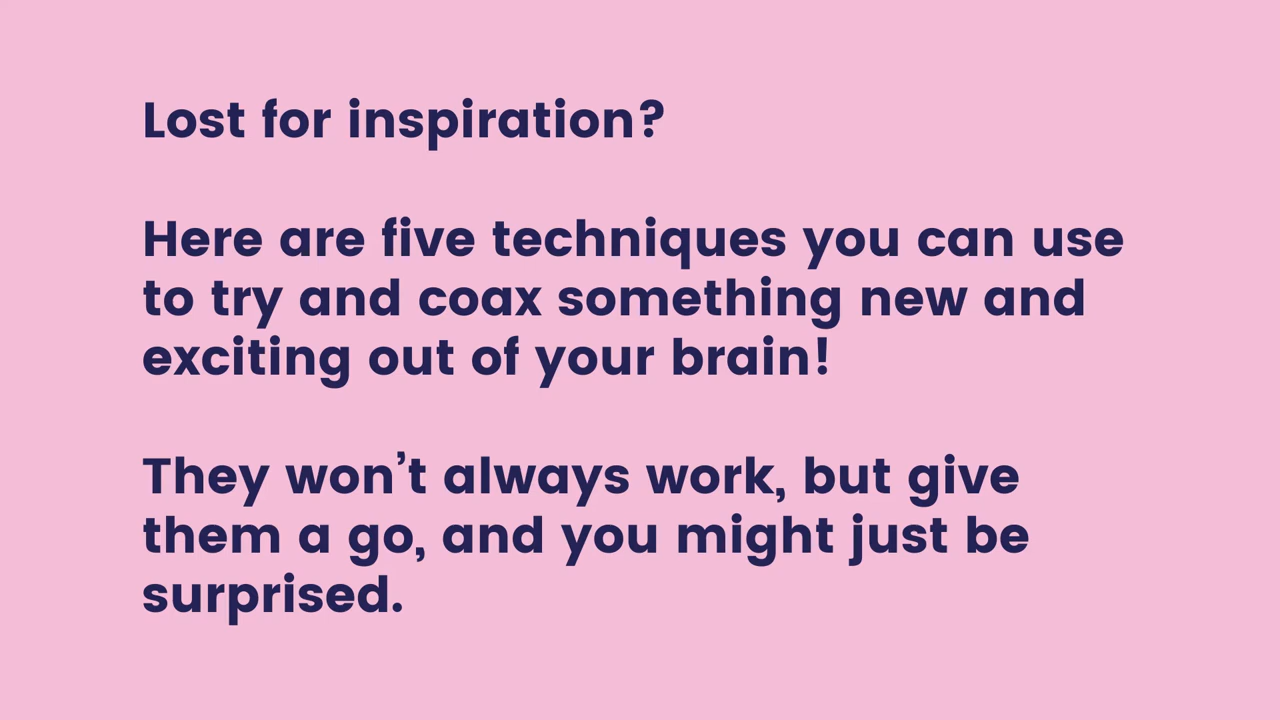 Lost for inspiration?
Here are five techniques you can use
to try and coax something new and
exciting out of your brain!
They won’t always work, but give
them a go, and you might just be
surprised.